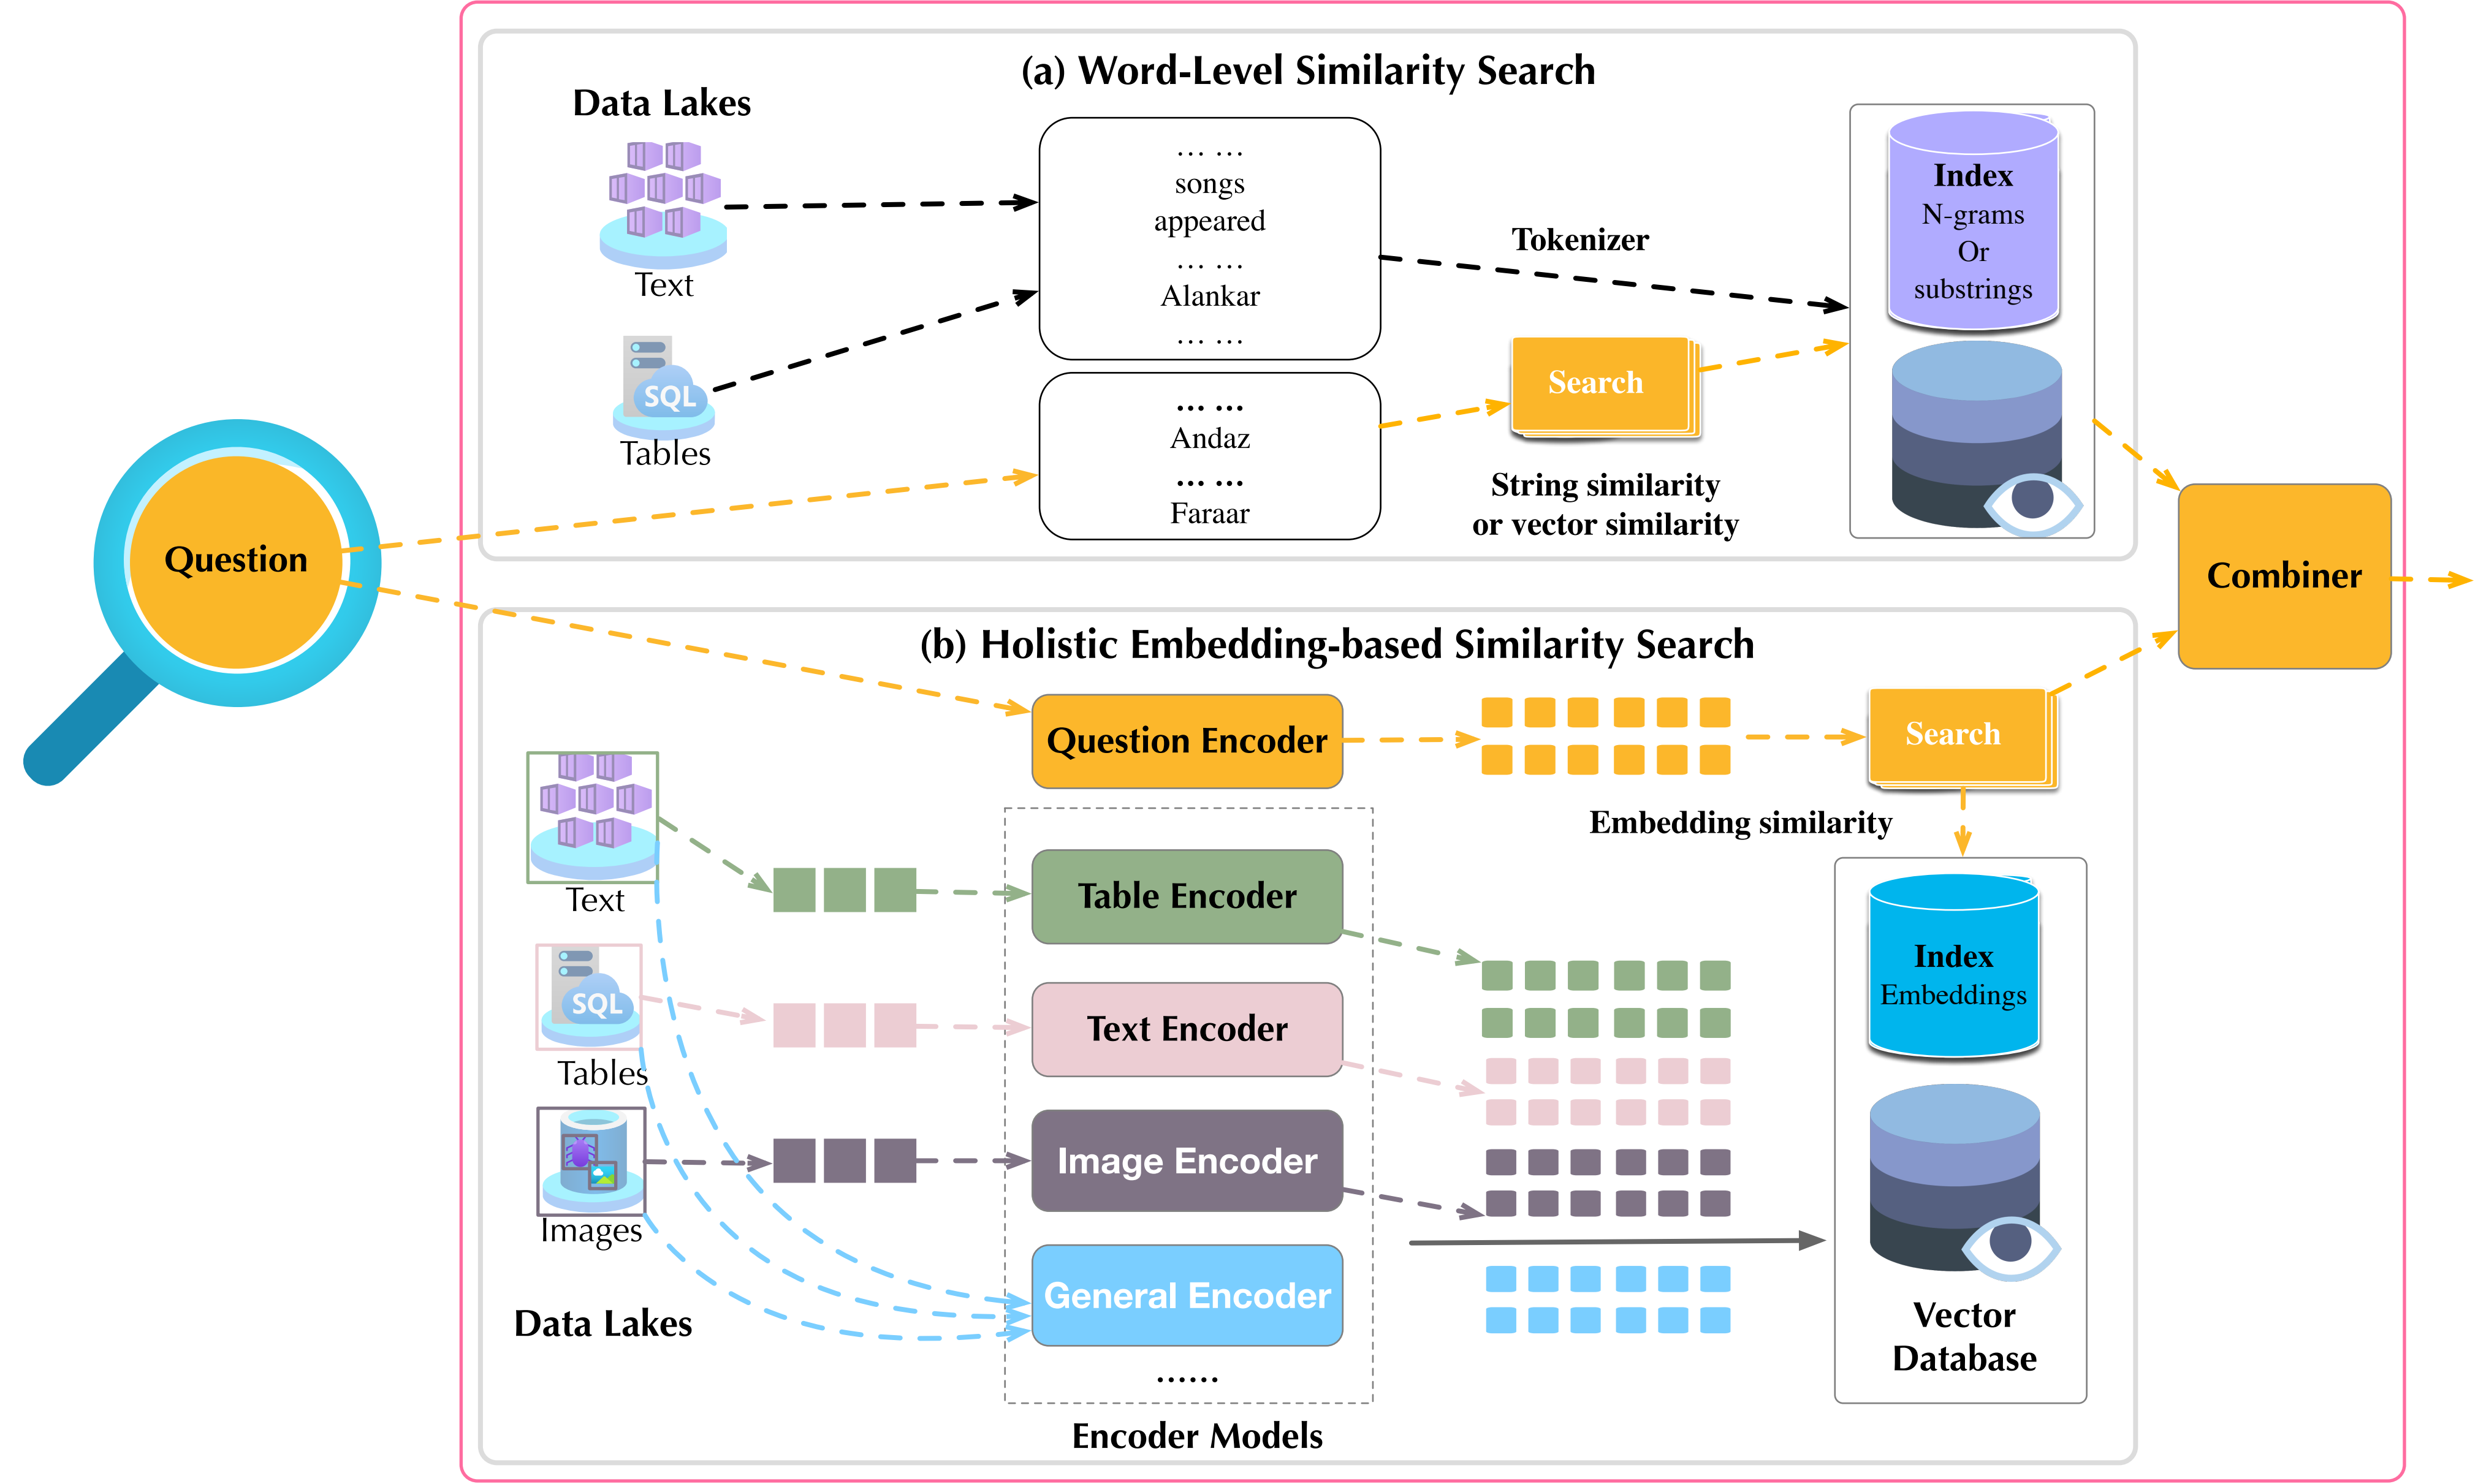 (a) Word-Level Similarity Search
Data Lakes
Text
SQL
Tables
... ...
songs
appeared
... ...
Alankar
... ...
... ...
Andaz
... ...
Faraar
Tokenizer
Search
String similarity
or vector similarity
Index
N-grams
Or
substrings
Question
Combiner
(b) Holistic Embedding-based Similarity Search
Question Encoder
Search
Embedding similarity
Text
SQL
Tables
Images
Data Lakes
Table Encoder
Text Encoder
Image Encoder
General Encoder
......
Encoder Models
Index
Embeddings
Vector
Database